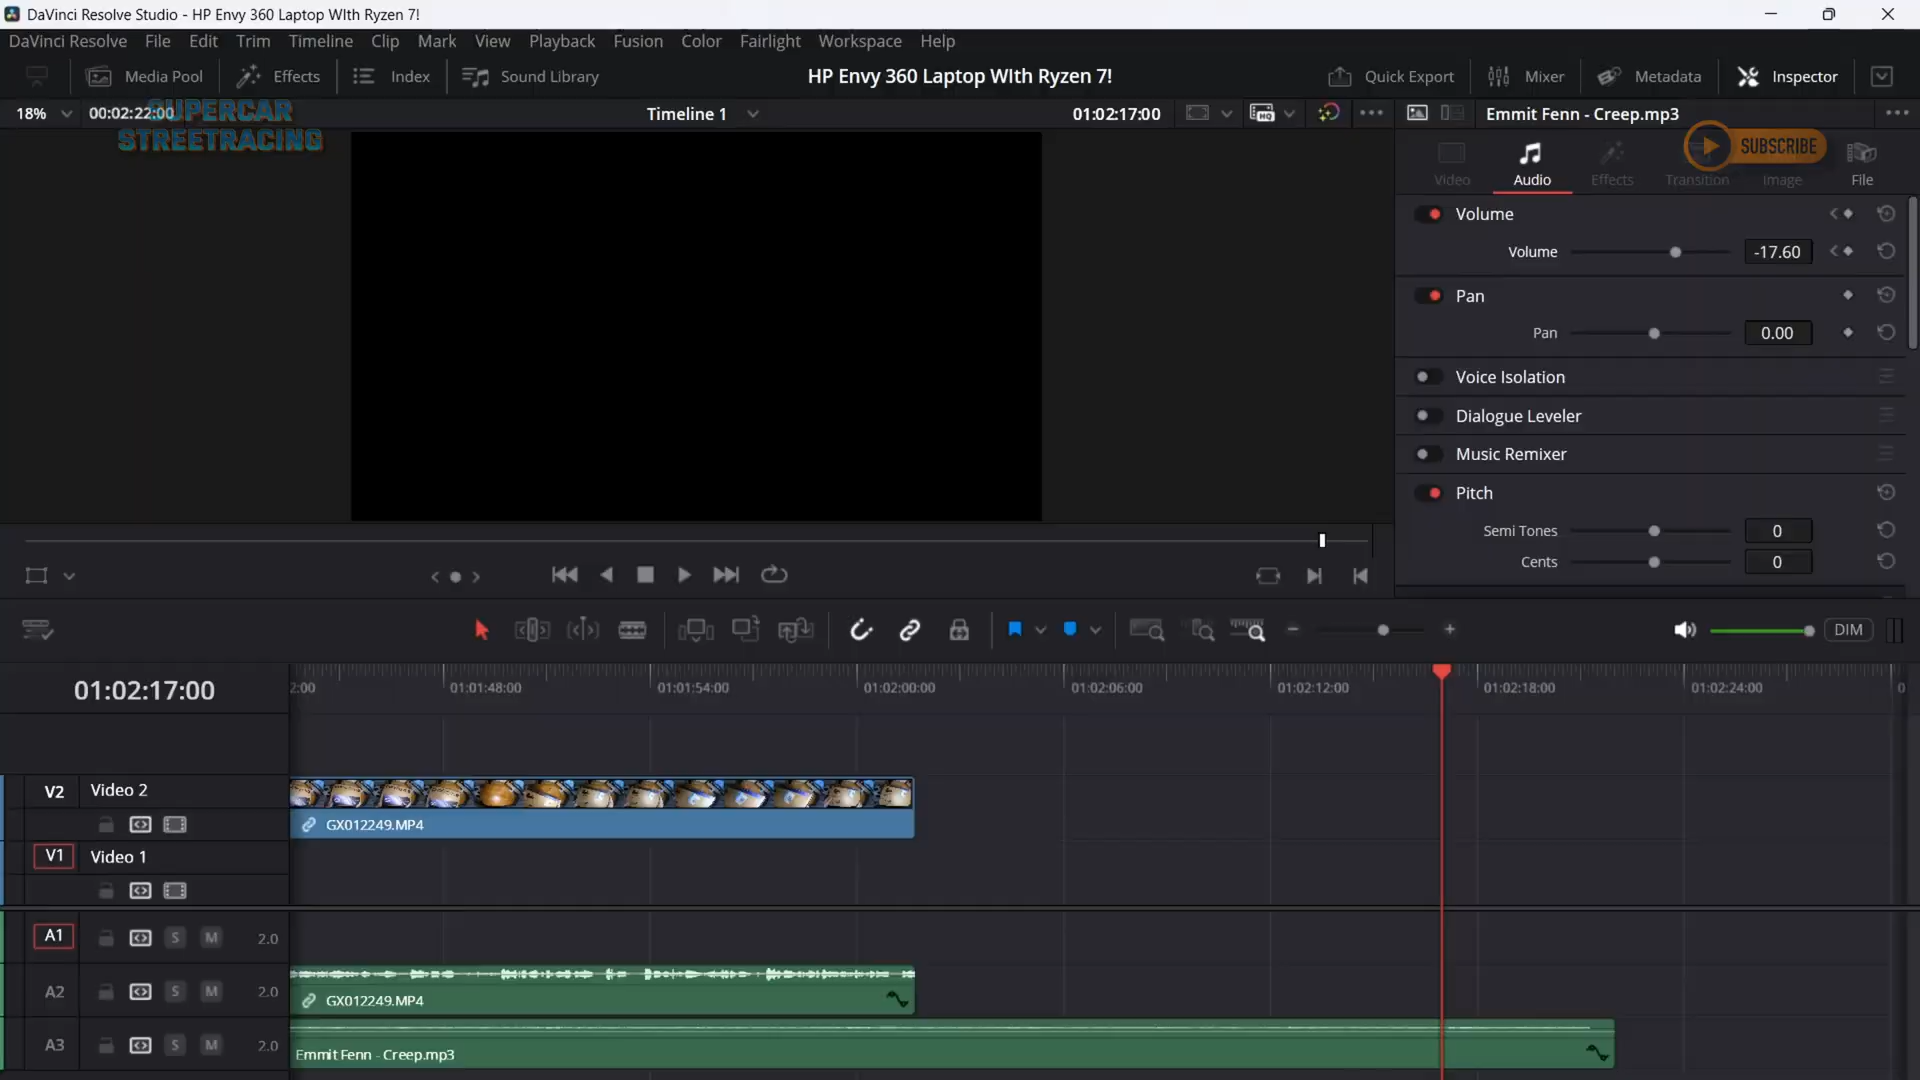 DaVinci Resolve Studio - HP Envy 360 Laptop WIth Ryzen 7!
DaVinci Resolve File Edit Trim Timeline Clip Mark View Playback Fusion Color Fairlight Workspace Help
Media Pool Effects Index Sound Library HP Envy 360 Laptop WIth Ryzen 7! Quick Export Mixer Metadata Inspector
18% 00:02:22:00 Timeline 1 01:02:17:00 HQ Emmit Fenn - Creep.mp3
SUPERCAR
STREETRACING
SUBSCRIBE
Video Audio Effects Transition Image File
Volume
Volume -17.60
Pan
Pan 0.00
Voice Isolation
Dialogue Leveler
Music Remixer
Pitch
Semi Tones 0
Cents 0
DIM
01:02:17:00 2:00 01:01:48:00 01:01:54:00 01:02:00:00 01:02:06:00 01:02:12:00 01:02:18:00 01:02:24:00 0
V2 Video 2
GX012249.MP4
V1 Video 1
A1 S M 2.0
A2 S M 2.0 GX012249.MP4
A3 S M 2.0 Emmit Fenn - Creep.mp3